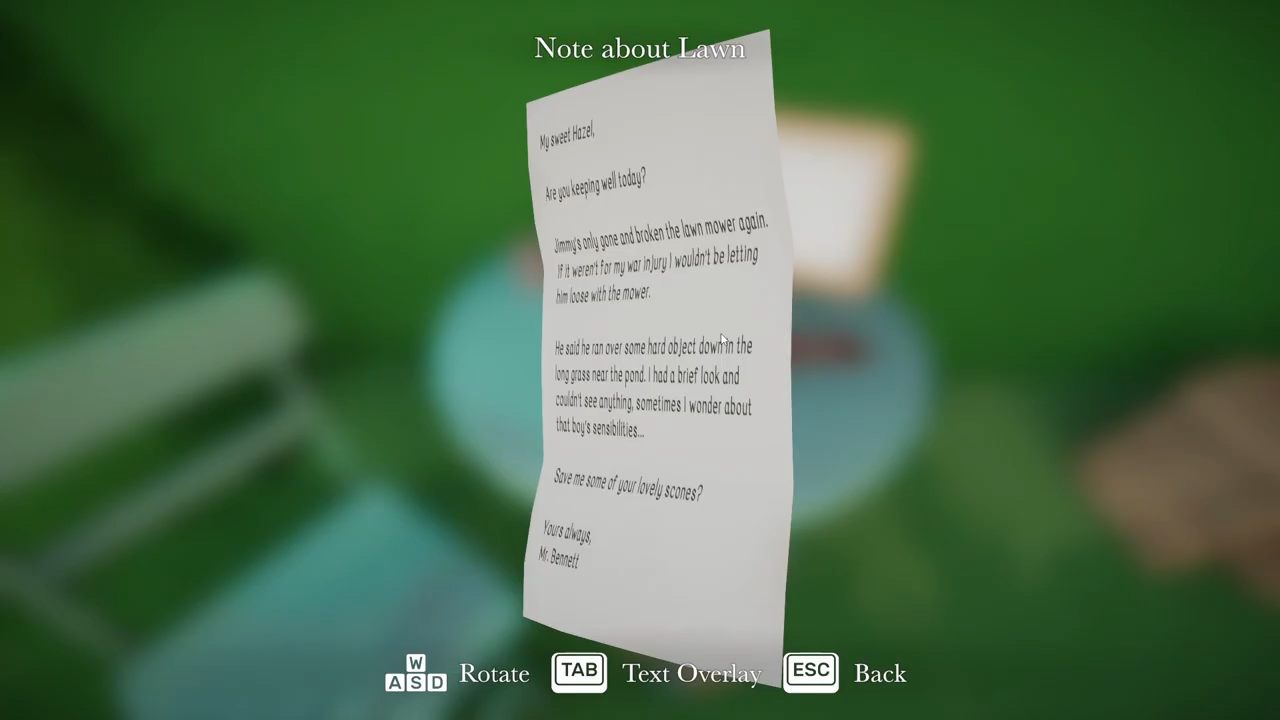 Note about Lawn
My sweet Hazel,
Are you keeping well today?
Jimmy's only gone and broken the lawn mower again.
If it weren't for my war injury I wouldn't be letting
him loose with the mower.
He said he ran over some hard object down in the
long grass near the pond. I had a brief look and
couldn't see anything, sometimes I wonder about
that boy's sensibilities...
Save me some of your lovely scones?
Yours always,
Mr. Bennett
W
A S D Rotate TAB Text Overlay ESC Back